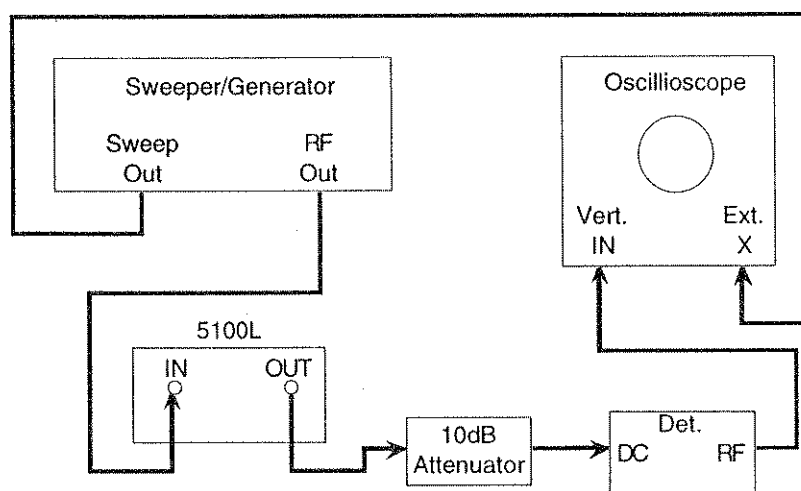 Sweeper/Generator
Sweep
Out
RF
Out
Oscillioscope
Vert.
IN
Ext.
X
5100L
IN
OUT
10dB
Attenuator
Det.
DC
RF